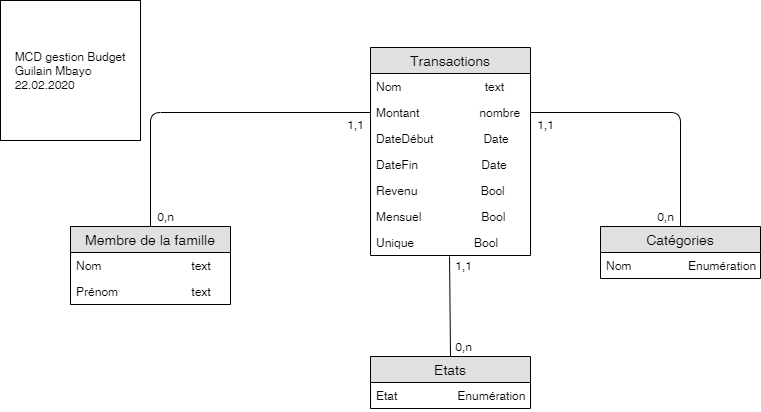 MCD gestion Budget
Guilain Mbayo
22.02.2020
Transactions
Nom text
Montant nombre
DateDébut Date
DateFin Date
Revenu Bool
Mensuel Bool
Unique Bool
1,1
1,1
1,1
0,n
Membre de la famille
Nom text
Prénom text
0,n
Catégories
Nom Enumération
0,n
Etats
Etat Enumération